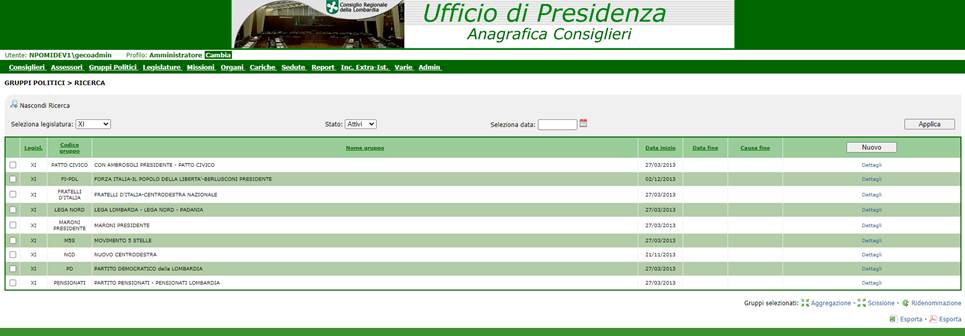 Consiglio Regionale
della Lombardia
Ufficio di Presidenza
Anagrafica Consiglieri
Utente: NPOMIDEV1\gecoadmin Profilo: Amministratore Cambia
Consiglieri Assessori Gruppi Politici Legislature Missioni Organi Cariche Sedute Report Inc. Extra-Ist. Varie Admin
GRUPPI POLITICI > RICERCA
Nascondi Ricerca
Seleziona legislatura: XI Stato: Attivi Seleziona data: Applica
Legisl. Codice gruppo Nome gruppo Data inizio Data fine Causa fine Nuovo
XI PATTO CIVICO CON AMBROSOLI PRESIDENTE - PATTO CIVICO 27/03/2013 Dettagli
XI FI-PDL FORZA ITALIA-IL POPOLO DELLA LIBERTA'-BERLUSCONI PRESIDENTE 02/12/2013 Dettagli
XI FRATELLI D'ITALIA FRATELLI D'ITALIA-CENTRODESTRA NAZIONALE 27/03/2013 Dettagli
XI LEGA NORD LEGA LOMBARDA - LEGA NORD - PADANIA 27/03/2013 Dettagli
XI MARONI PRESIDENTE MARONI PRESIDENTE 27/03/2013 Dettagli
XI M5S MOVIMENTO 5 STELLE 27/03/2013 Dettagli
XI NCD NUOVO CENTRODESTRA 21/11/2013 Dettagli
XI PD PARTITO DEMOCRATICO della LOMBARDIA 27/03/2013 Dettagli
XI PENSIONATI PARTITO PENSIONATI - PENSIONATI LOMBARDIA 27/03/2013 Dettagli
Gruppi selezionati: Aggregazione - Scissione - Ridenominazione
Esporta - Esporta